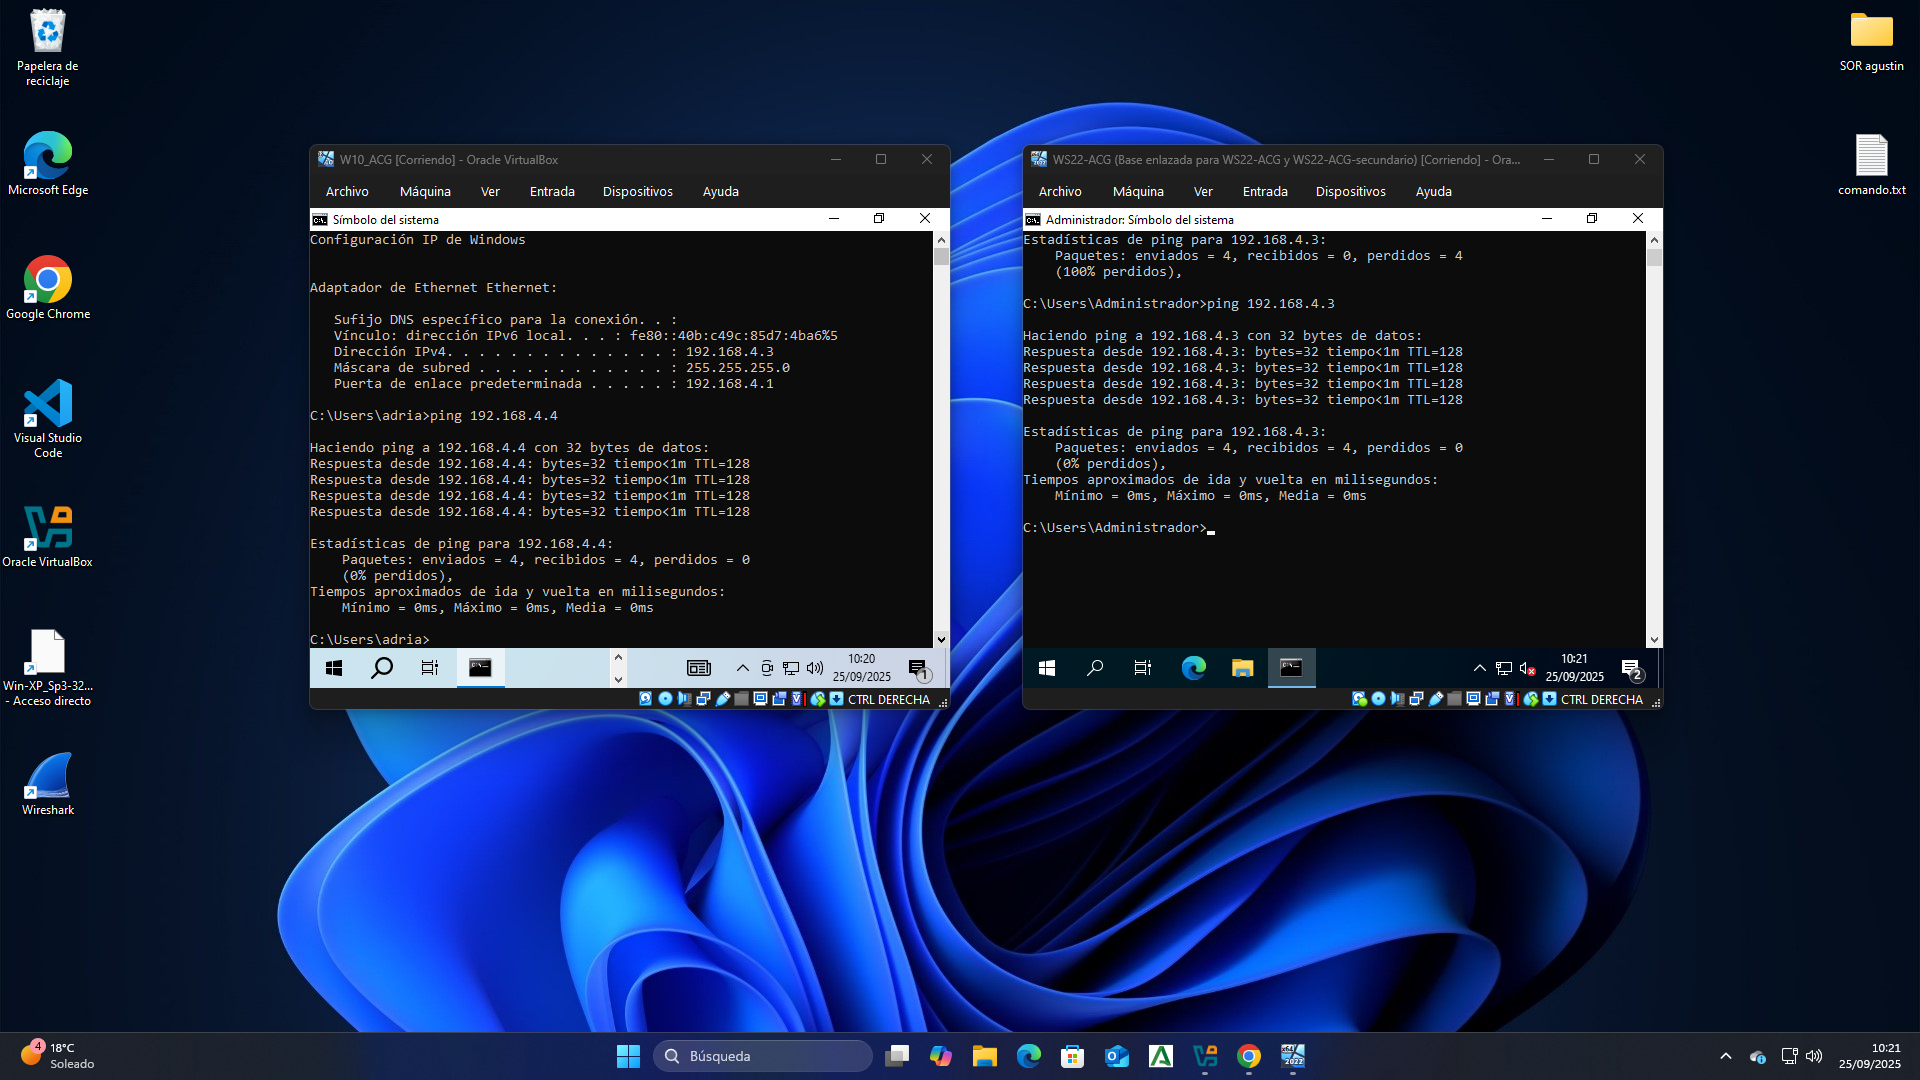 Papelera de
reciclaje
Microsoft Edge
Google Chrome
Visual Studio
Code
Oracle VirtualBox
Win-XP_Sp3-32...
- Acceso directo
Wireshark
W10_ACG [Corriendo] - Oracle VirtualBox
Archivo Máquina Ver Entrada Dispositivos Ayuda
Símbolo del sistema
Configuración IP de Windows
Adaptador de Ethernet Ethernet:
Sufijo DNS específico para la conexión. . :
Vínculo: dirección IPv6 local. . . : fe80::40b:c49c:85d7:4ba6%5
Dirección IPv4. . . . . . . . . . . . . . : 192.168.4.3
Máscara de subred . . . . . . . . . . . . : 255.255.255.0
Puerta de enlace predeterminada . . . . . : 192.168.4.1
C:\Users\adria>ping 192.168.4.4
Haciendo ping a 192.168.4.4 con 32 bytes de datos:
Respuesta desde 192.168.4.4: bytes=32 tiempo<1m TTL=128
Respuesta desde 192.168.4.4: bytes=32 tiempo<1m TTL=128
Respuesta desde 192.168.4.4: bytes=32 tiempo<1m TTL=128
Respuesta desde 192.168.4.4: bytes=32 tiempo<1m TTL=128
Estadísticas de ping para 192.168.4.4:
Paquetes: enviados = 4, recibidos = 4, perdidos = 0
(0% perdidos),
Tiempos aproximados de ida y vuelta en milisegundos:
Mínimo = 0ms, Máximo = 0ms, Media = 0ms
C:\Users\adria>
10:20
25/09/2025
1
CTRL DERECHA
WS22-ACG (Base enlazada para WS22-ACG y WS22-ACG-secundario) [Corriendo] - Ora...
Archivo Máquina Ver Entrada Dispositivos Ayuda
Administrador: Símbolo del sistema
Estadísticas de ping para 192.168.4.3:
Paquetes: enviados = 4, recibidos = 0, perdidos = 4
(100% perdidos),
C:\Users\Administrador>ping 192.168.4.3
Haciendo ping a 192.168.4.3 con 32 bytes de datos:
Respuesta desde 192.168.4.3: bytes=32 tiempo<1m TTL=128
Respuesta desde 192.168.4.3: bytes=32 tiempo<1m TTL=128
Respuesta desde 192.168.4.3: bytes=32 tiempo<1m TTL=128
Respuesta desde 192.168.4.3: bytes=32 tiempo<1m TTL=128
Estadísticas de ping para 192.168.4.3:
Paquetes: enviados = 4, recibidos = 4, perdidos = 0
(0% perdidos),
Tiempos aproximados de ida y vuelta en milisegundos:
Mínimo = 0ms, Máximo = 0ms, Media = 0ms
C:\Users\Administrador>
10:21
25/09/2025
2
CTRL DERECHA
SOR agustin
comando.txt
4
18°C
Soleado
Búsqueda
10:21
25/09/2025